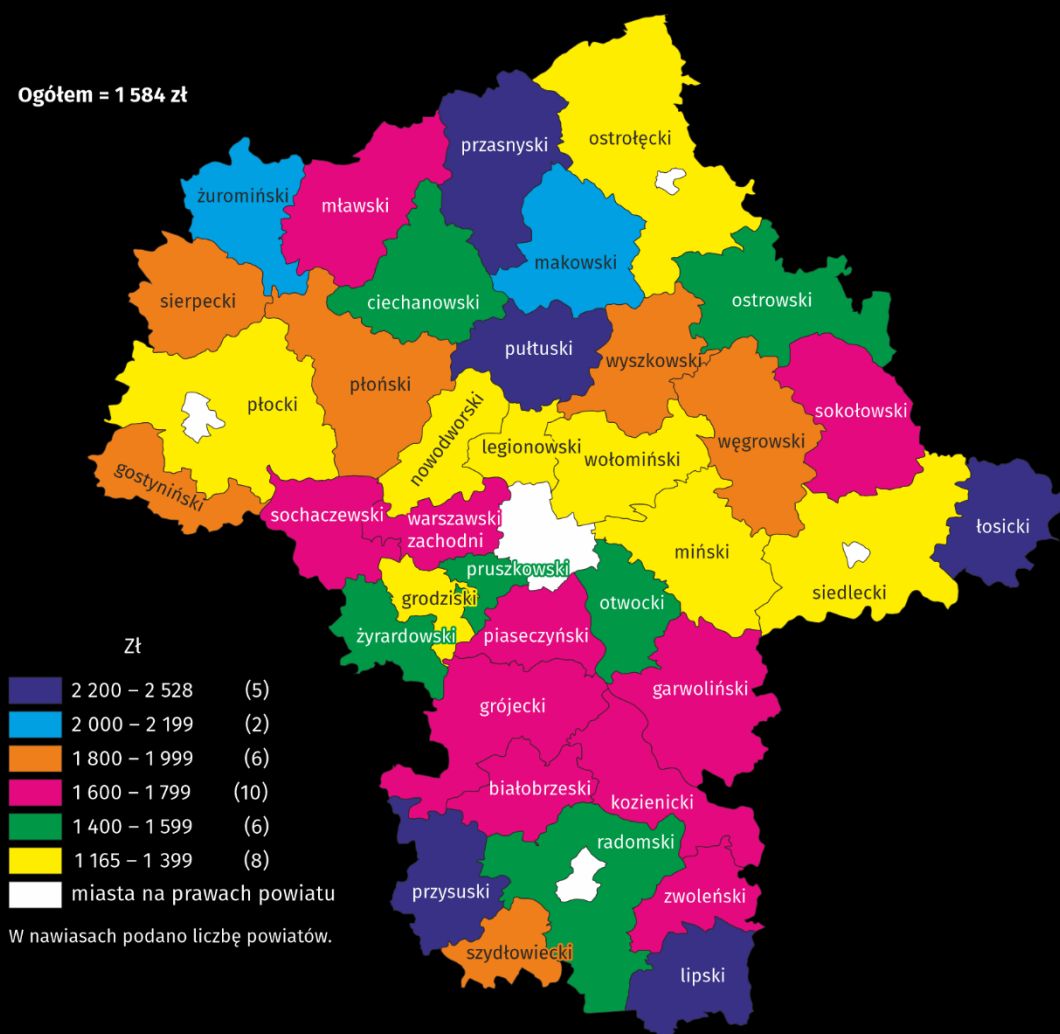 Ogółem = 1 584 zł
przasnyski
ostrołęcki
żuromiński
mławski
makowski
sierpecki
ciechanowski
ostrowski
pułtuski
wyszkowski
płoński
płocki
nowodworski
legionowski
wołomiński
węgrowski
sokołowski
gostyniński
sochaczewski
warszawski
zachodni
miński
łosicki
pruszkowski
siedlecki
grodziski
otwocki
żyrardowski
piaseczyński
garwoliński
grójecki
białobrzeski
kozienicki
radomski
przysuski
zwoleński
szydłowiecki
lipski
Zł
2 200 – 2 528 (5)
2 000 – 2 199 (2)
1 800 – 1 999 (6)
1 600 – 1 799 (10)
1 400 – 1 599 (6)
1 165 – 1 399 (8)
miasta na prawach powiatu
W nawiasach podano liczbę powiatów.